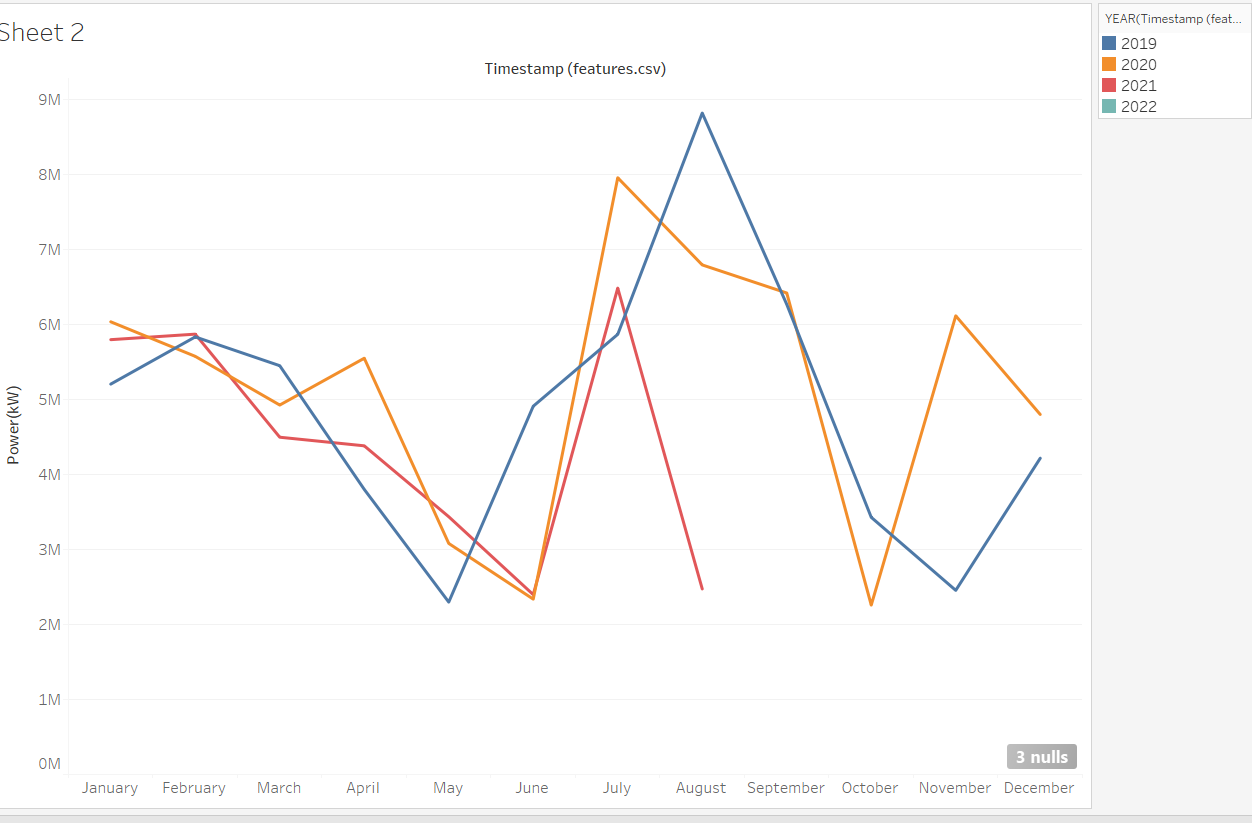 Sheet 2
YEAR(Timestamp (feat...
2019
2020
2021
2022
Timestamp (features.csv)
9M
8M
7M
6M
5M
4M
3M
2M
1M
0M
Power(kW)
3 nulls
January February March April May June July August September October November December